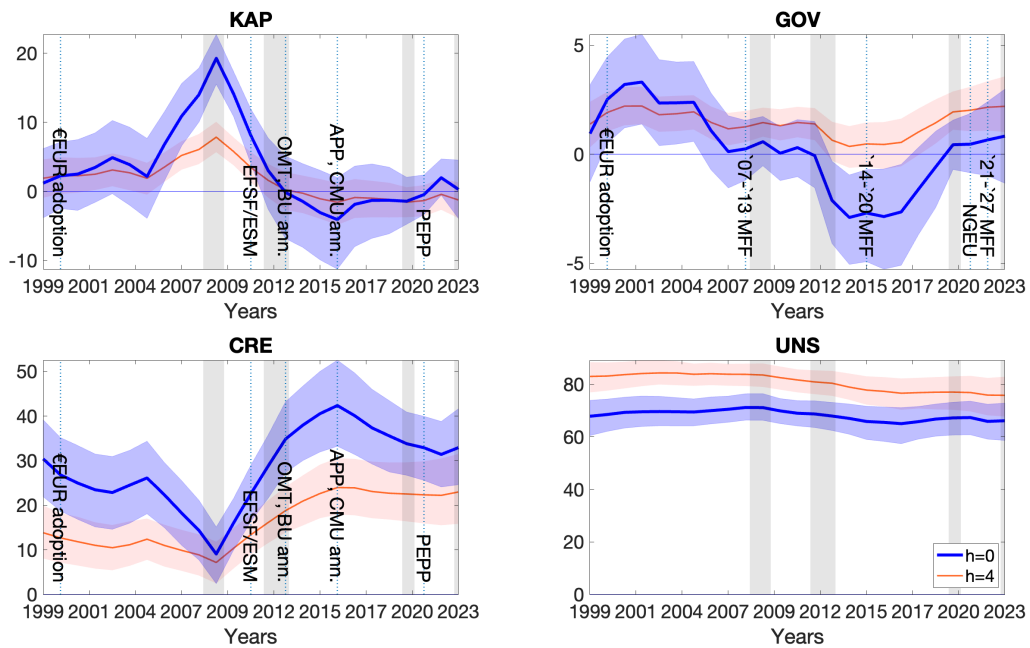 KAP
20
10
0
-10
€EUR adoption
EFSF/ESM
OMT, BU ann.
APP, CMU ann.
PEPP
1999 2001 2004 2007 2009 2012 2015 2017 2020 2023
Years
GOV
5
0
-5
€EUR adoption
`07-`13 MFF
`14-`20 MFF
NGEU
`21-`27 MFF
1999 2001 2004 2007 2009 2012 2015 2017 2020 2023
Years
CRE
50
40
30
20
10
0
€EUR adoption
EFSF/ESM
OMT, BU ann.
APP, CMU ann.
PEPP
1999 2001 2004 2007 2009 2012 2015 2017 2020 2023
Years
UNS
80
60
40
20
0
h=0
h=4
1999 2001 2004 2007 2009 2012 2015 2017 2020 2023
Years